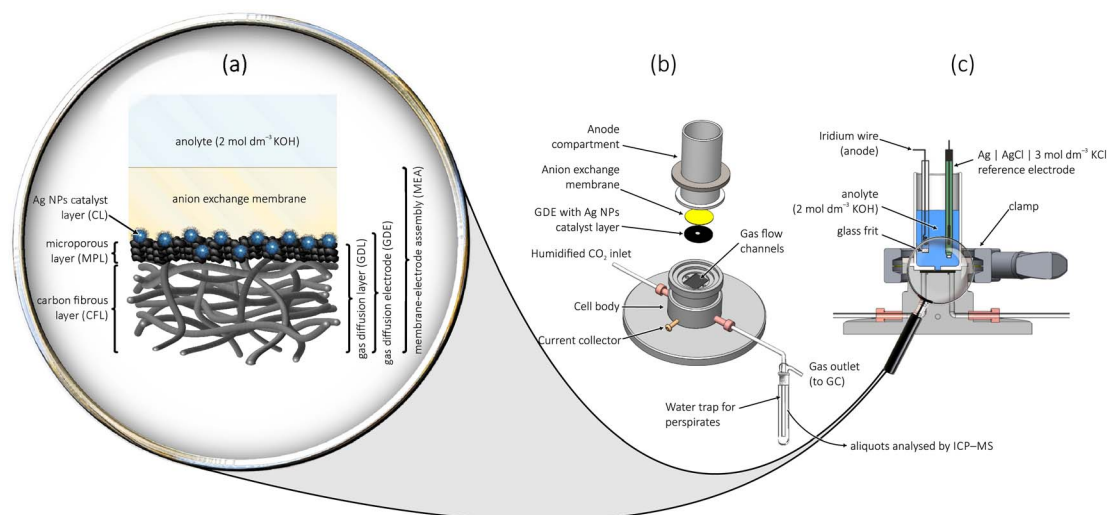 (a)
anolyte (2 mol dm⁻³ KOH)
anion exchange membrane
Ag NPs catalyst
layer (CL)
microporous
layer (MPL)
carbon fibrous
layer (CFL)
gas diffusion layer (GDL)
gas diffusion electrode (GDE)
membrane-electrode assembly (MEA)
(b)
Anode
compartment
Anion exchange
membrane
GDE with Ag NPs
catalyst layer
Gas flow
channels
Humidified CO₂ inlet
Cell body
Current collector
Gas outlet
(to GC)
Water trap for
perspirates
aliquots analysed by ICP–MS
(c)
Iridium wire
(anode)
Ag | AgCl | 3 mol dm⁻³ KCl
reference electrode
anolyte
(2 mol dm⁻³ KOH)
clamp
glass frit